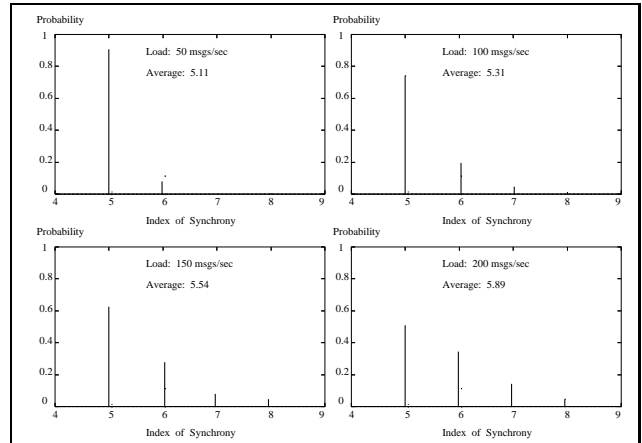 Probability
1
0.8
0.6
0.4
0.2
0
Load: 50 msgs/sec
Average: 5.11
4 5 6 7 8 9
Index of Synchrony
Probability
1
0.8
0.6
0.4
0.2
0
Load: 100 msgs/sec
Average: 5.31
4 5 6 7 8 9
Index of Synchrony
Probability
1
0.8
0.6
0.4
0.2
0
Load: 150 msgs/sec
Average: 5.54
4 5 6 7 8 9
Index of Synchrony
Probability
1
0.8
0.6
0.4
0.2
0
Load: 200 msgs/sec
Average: 5.89
4 5 6 7 8 9
Index of Synchrony